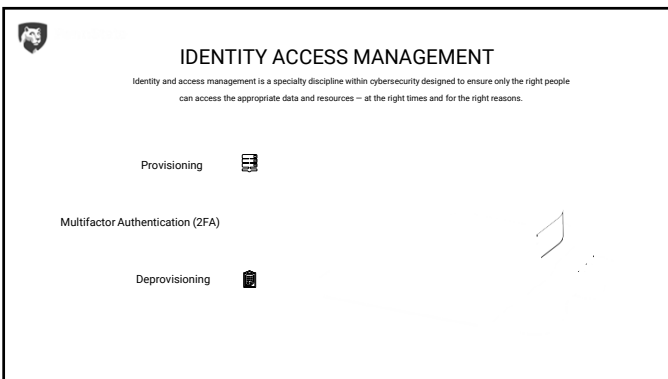 IDENTITY ACCESS MANAGEMENT
Identity and access management is a specialty discipline within cybersecurity designed to ensure only the right people
can access the appropriate data and resources — at the right times and for the right reasons.
Provisioning
Multifactor Authentication (2FA)
Deprovisioning